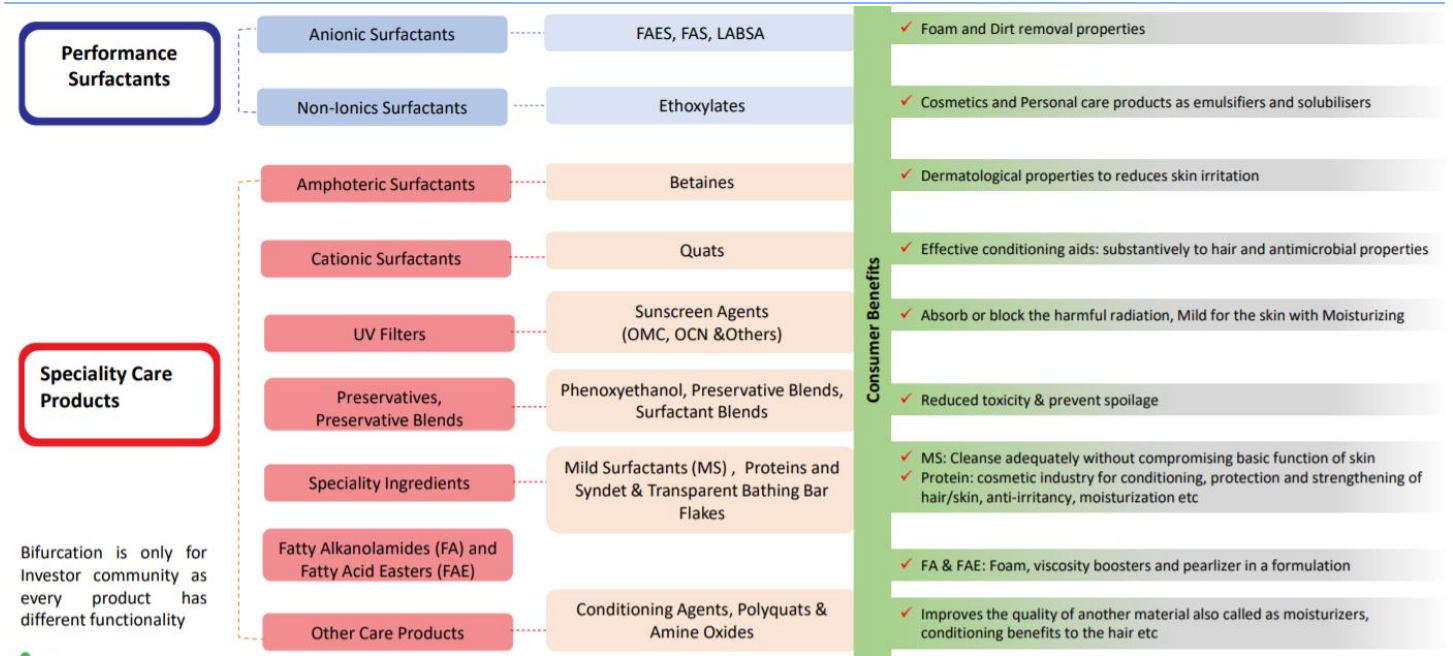 Performance
Surfactants
Anionic Surfactants
FAES, FAS, LABSA
✓ Foam and Dirt removal properties
Non-Ionics Surfactants
Ethoxylates
✓ Cosmetics and Personal care products as emulsifiers and solubilisers
Speciality Care
Products
Amphoteric Surfactants
Betaines
✓ Dermatological properties to reduces skin irritation
Cationic Surfactants
Quats
✓ Effective conditioning aids: substantively to hair and antimicrobial properties
UV Filters
Sunscreen Agents
(OMC, OCN &Others)
✓ Absorb or block the harmful radiation, Mild for the skin with Moisturizing
Preservatives,
Preservative Blends
Phenoxyethanol, Preservative Blends,
Surfactant Blends
✓ Reduced toxicity & prevent spoilage
Speciality Ingredients
Mild Surfactants (MS) , Proteins and
Syndet & Transparent Bathing Bar
Flakes
✓ MS: Cleanse adequately without compromising basic function of skin
✓ Protein: cosmetic industry for conditioning, protection and strengthening of
hair/skin, anti-irritancy, moisturization etc
Fatty Alkanolamides (FA) and
Fatty Acid Easters (FAE)
✓ FA & FAE: Foam, viscosity boosters and pearlizer in a formulation
Other Care Products
Conditioning Agents, Polyquats &
Amine Oxides
✓ Improves the quality of another material also called as moisturizers,
conditioning benefits to the hair etc
Consumer Benefits
Bifurcation is only for
Investor community as
every product has
different functionality